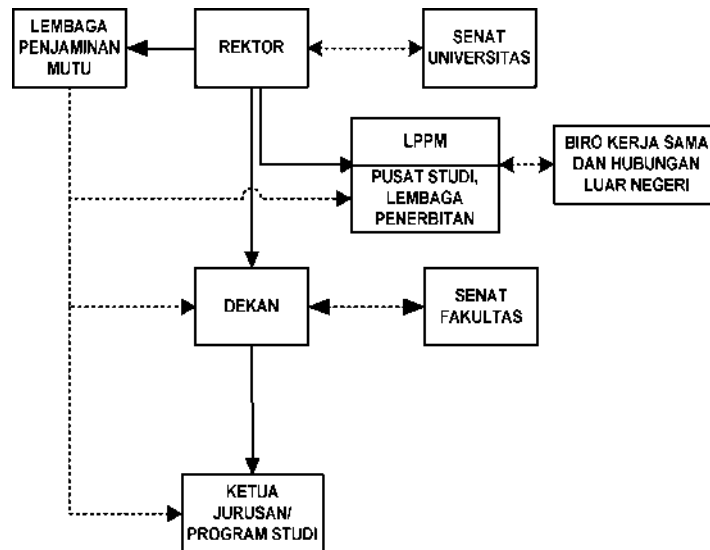 LEMBAGA
PENJAMINAN
MUTU
REKTOR
SENAT
UNIVERSITAS
LPPM
PUSAT STUDI,
LEMBAGA
PENERBITAN
BIRO KERJA SAMA
DAN HUBUNGAN
LUAR NEGERI
DEKAN
SENAT
FAKULTAS
KETUA
JURUSAN/
PROGRAM STUDI